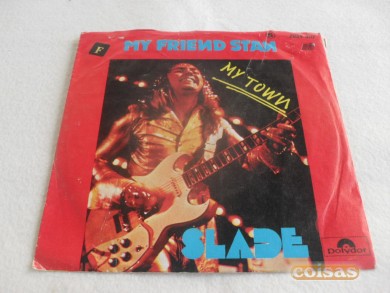 F
MY FRIEND STAN
MY TOWN
SLADE
Polydor
coisas